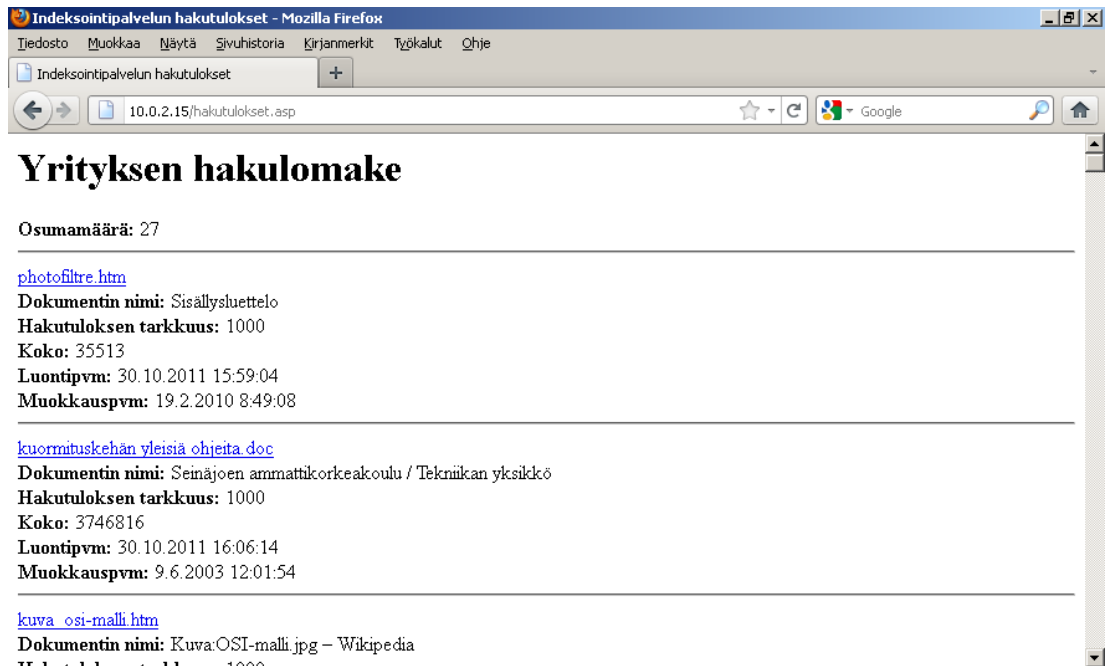 Indeksointipalvelun hakutulokset - Mozilla Firefox
Tiedosto Muokkaa Näytä Sivuhistoria Kirjanmerkit Työkalut Ohje
Indeksointipalvelun hakutulokset
10.0.2.15/hakutulokset.asp Google
Yrityksen hakulomake
Osumamäärä: 27
photofiltre.htm
Dokumentin nimi: Sisällysluettelo
Hakutuloksen tarkkuus: 1000
Koko: 35513
Luontipvm: 30.10.2011 15:59:04
Muokkauspvm: 19.2.2010 8:49:08
kuormituskehän yleisiä ohjeita.doc
Dokumentin nimi: Seinäjoen ammattikorkeakoulu / Tekniikan yksikkö
Hakutuloksen tarkkuus: 1000
Koko: 3746816
Luontipvm: 30.10.2011 16:06:14
Muokkauspvm: 9.6.2003 12:01:54
kuva_osi-malli.htm
Dokumentin nimi: Kuva:OSI-malli.jpg – Wikipedia
Hakutuloksen tarkkuus: 1000